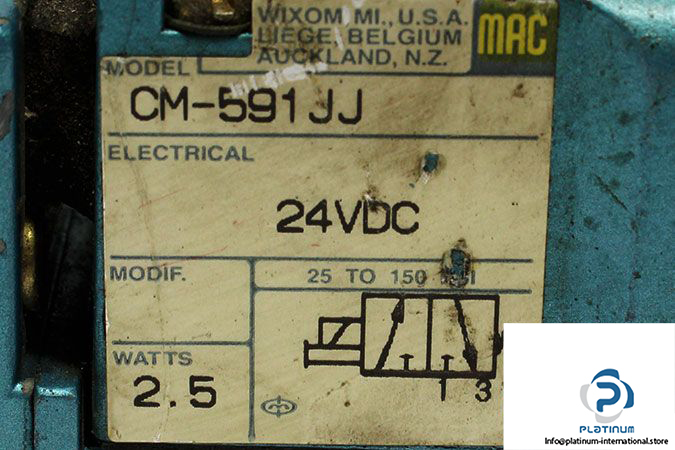 WIXOM MI., U.S.A.
LIEGE, BELGIUM
AUCKLAND, N.Z.
MAC
MODEL
CM-591JJ
ELECTRICAL
24VDC
MODIF.
25 TO 150
WATTS
2.5
1 3
PLATINUM
Info@platinum-international.store